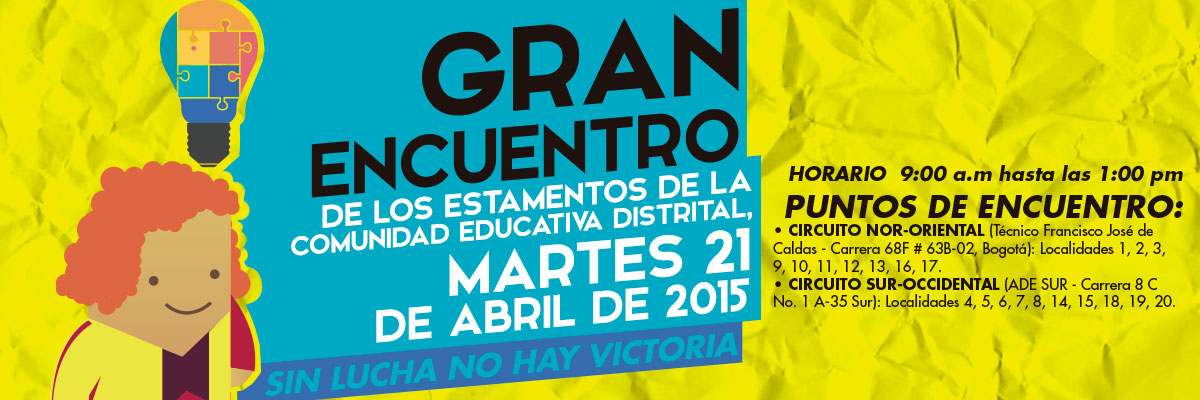 GRAN
ENCUENTRO
DE LOS ESTAMENTOS DE LA
COMUNIDAD EDUCATIVA DISTRITAL,
MARTES 21
DE ABRIL DE 2015
SIN LUCHA NO HAY VICTORIA
HORARIO 9:00 a.m hasta las 1:00 pm
PUNTOS DE ENCUENTRO:
• CIRCUITO NOR-ORIENTAL (Técnico Francisco José de
Caldas - Carrera 68F # 63B-02, Bogotá): Localidades 1, 2, 3,
9, 10, 11, 12, 13, 16, 17.
• CIRCUITO SUR-OCCIDENTAL (ADE SUR - Carrera 8 C
No. 1 A-35 Sur): Localidades 4, 5, 6, 7, 8, 14, 15, 18, 19, 20.